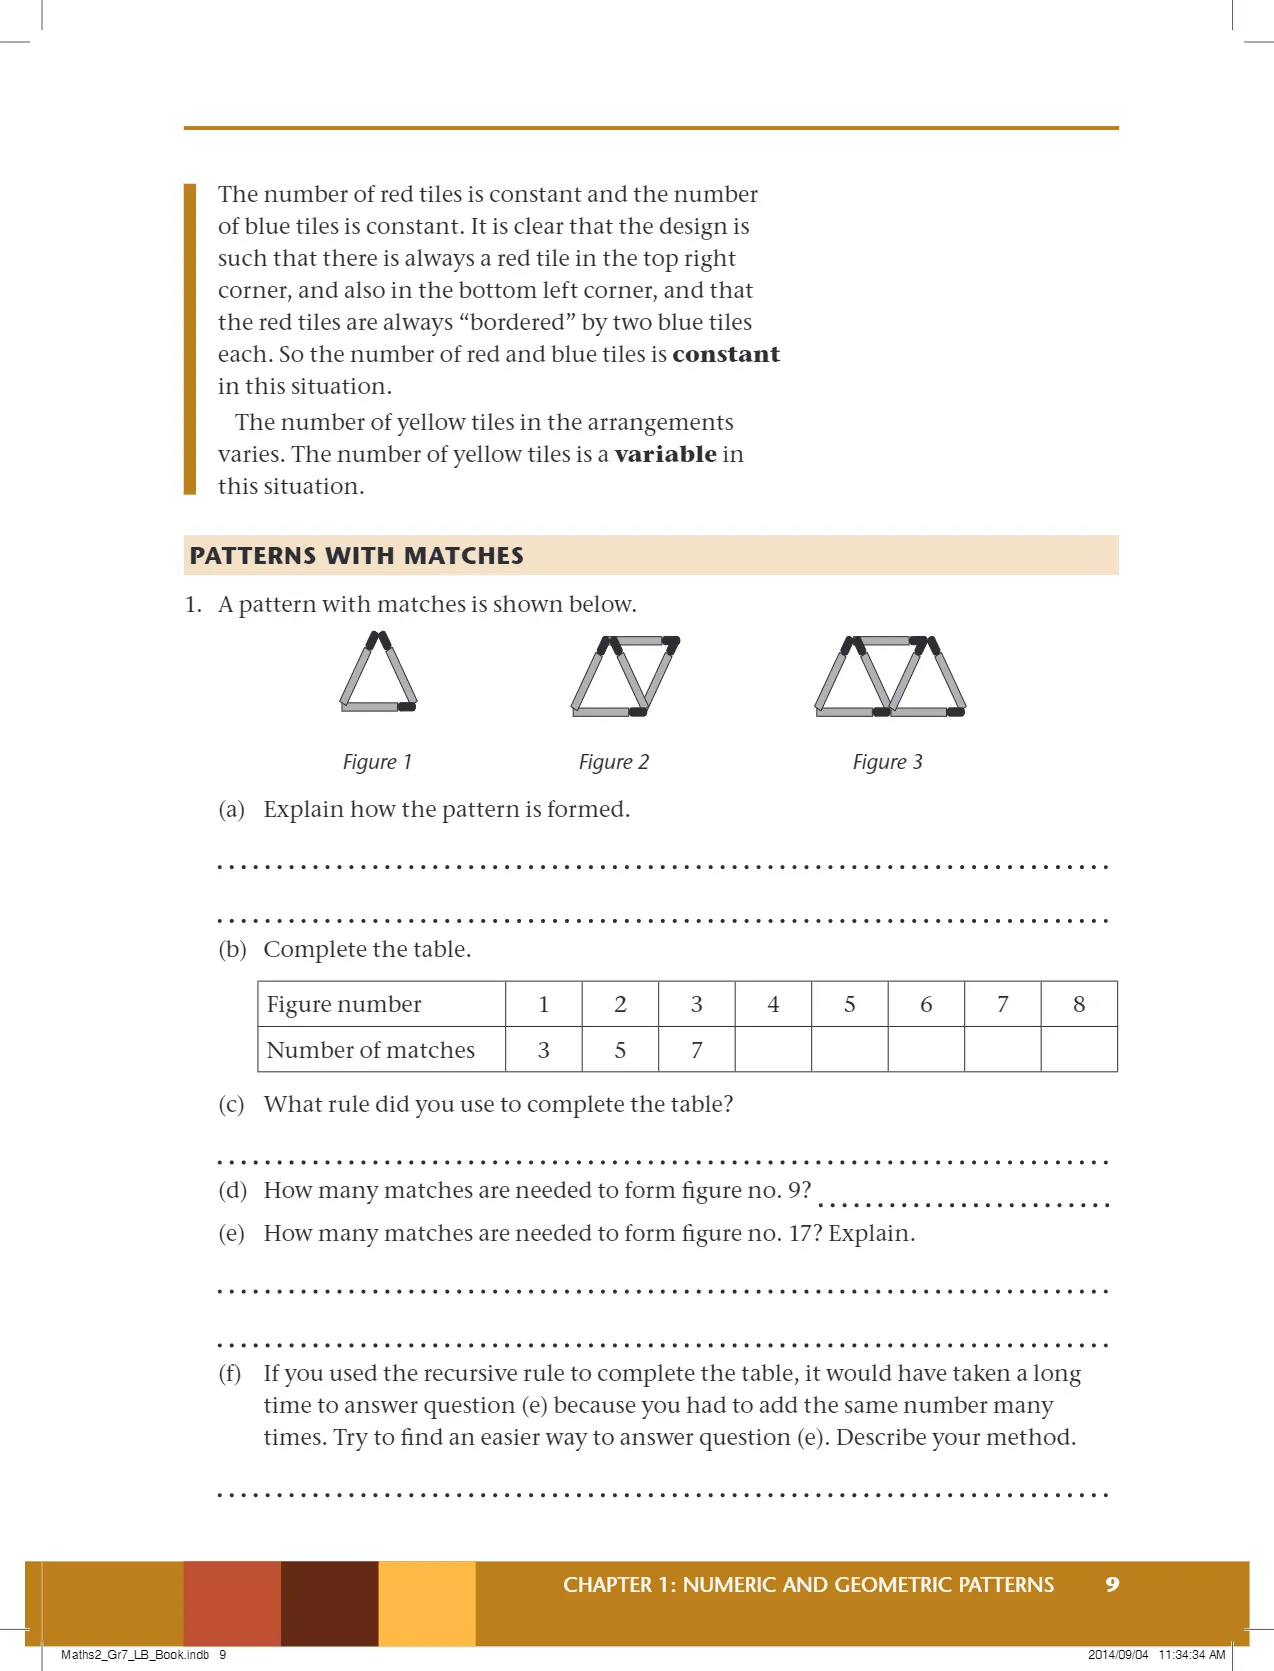 The number of red tiles is constant and the number
of blue tiles is constant. It is clear that the design is
such that there is always a red tile in the top right
corner, and also in the bottom left corner, and that
the red tiles are always “bordered” by two blue tiles
each. So the number of red and blue tiles is constant
in this situation.
The number of yellow tiles in the arrangements
varies. The number of yellow tiles is a variable in
this situation.
PATTERNS WITH MATCHES
1. A pattern with matches is shown below.
Figure 1 Figure 2 Figure 3
(a) Explain how the pattern is formed.
(b) Complete the table.
Figure number 1 2 3 4 5 6 7 8
Number of matches 3 5 7
(c) What rule did you use to complete the table?
(d) How many matches are needed to form figure no. 9?
(e) How many matches are needed to form figure no. 17? Explain.
(f) If you used the recursive rule to complete the table, it would have taken a long
time to answer question (e) because you had to add the same number many
times. Try to find an easier way to answer question (e). Describe your method.
CHAPTER 1: NUMERIC AND GEOMETRIC PATTERNS 9
Maths2_Gr7_LB_Book.indb 9 2014/09/04 11:34:34 AM